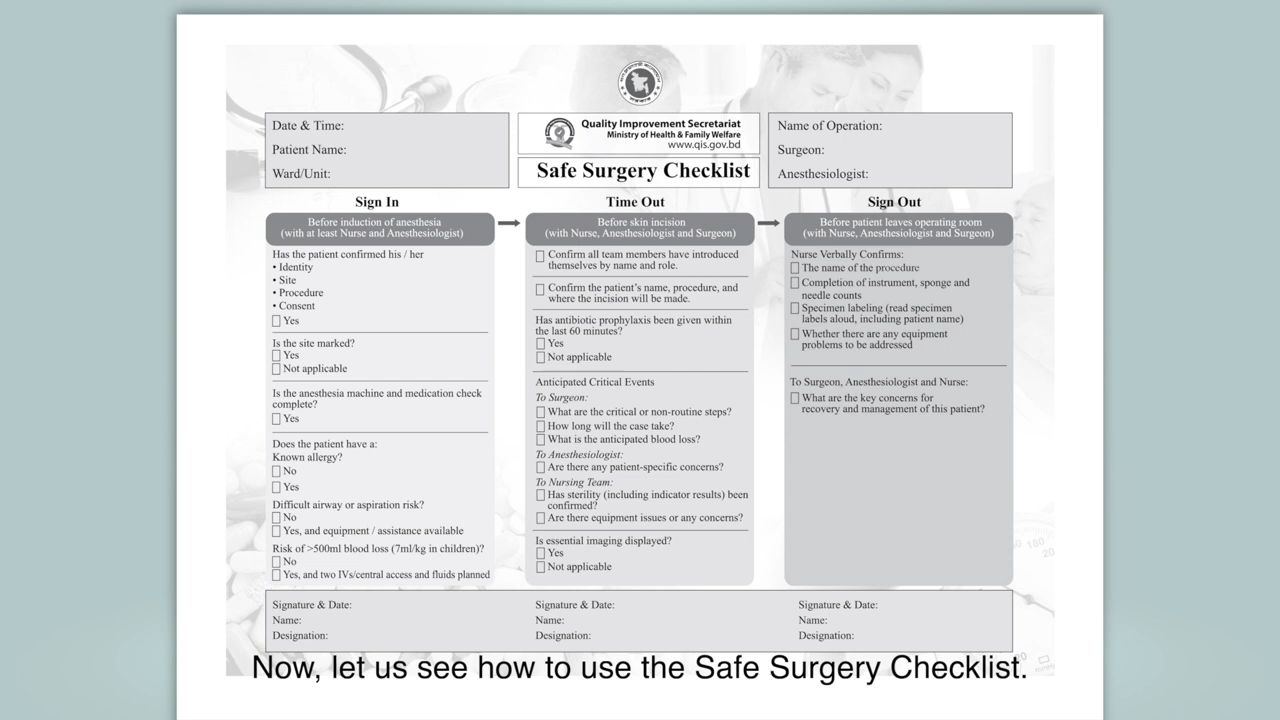 Date & Time:
Patient Name:
Ward/Unit:
Quality Improvement Secretariat
Ministry of Health & Family Welfare
www.qis.gov.bd
Safe Surgery Checklist
Name of Operation:
Surgeon:
Anesthesiologist:
Sign In
Before induction of anesthesia
(with at least Nurse and Anesthesiologist)
Has the patient confirmed his / her
• Identity
• Site
• Procedure
• Consent
Yes
Is the site marked?
Yes
Not applicable
Is the anesthesia machine and medication check
complete?
Yes
Does the patient have a:
Known allergy?
No
Yes
Difficult airway or aspiration risk?
No
Yes, and equipment / assistance available
Risk of >500ml blood loss (7ml/kg in children)?
No
Yes, and two IVs/central access and fluids planned
Time Out
Before skin incision
(with Nurse, Anesthesiologist and Surgeon)
Confirm all team members have introduced
themselves by name and role.
Confirm the patient's name, procedure, and
where the incision will be made.
Has antibiotic prophylaxis been given within
the last 60 minutes?
Yes
Not applicable
Anticipated Critical Events
To Surgeon:
What are the critical or non-routine steps?
How long will the case take?
What is the anticipated blood loss?
To Anesthesiologist:
Are there any patient-specific concerns?
To Nursing Team:
Has sterility (including indicator results) been
confirmed?
Are there equipment issues or any concerns?
Is essential imaging displayed?
Yes
Not applicable
Sign Out
Before patient leaves operating room
(with Nurse, Anesthesiologist and Surgeon)
Nurse Verbally Confirms:
The name of the procedure
Completion of instrument, sponge and
needle counts
Specimen labeling (read specimen
labels aloud, including patient name)
Whether there are any equipment
problems to be addressed
To Surgeon, Anesthesiologist and Nurse:
What are the key concerns for
recovery and management of this patient?
Signature & Date:
Name:
Designation:
Signature & Date:
Name:
Designation:
Signature & Date:
Name:
Designation:
Now, let us see how to use the Safe Surgery Checklist.